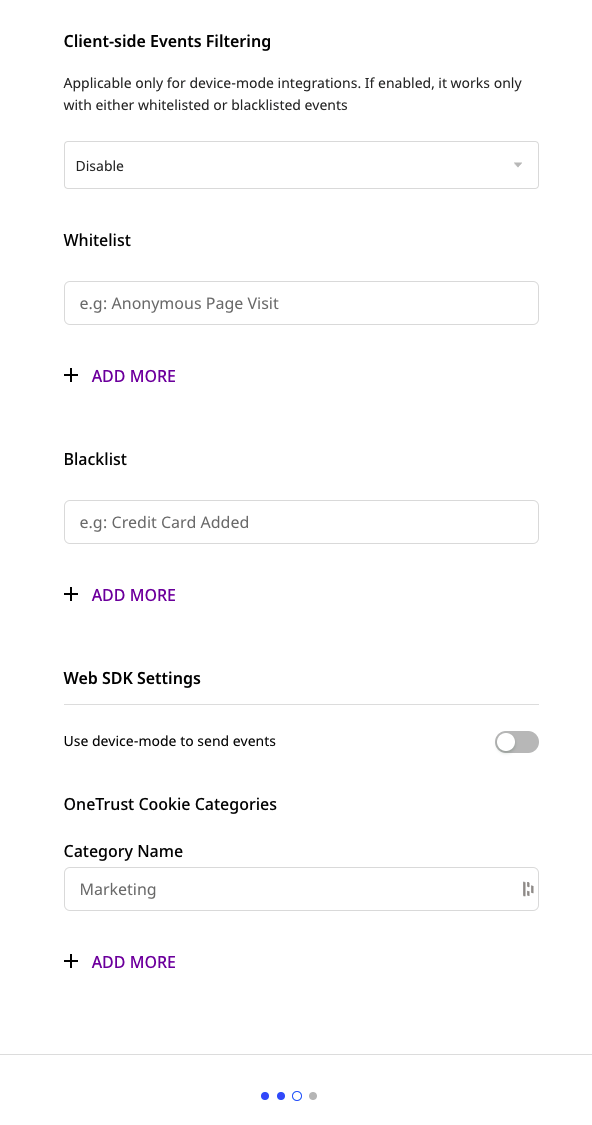 Client-side Events Filtering
Applicable only for device-mode integrations. If enabled, it works only
with either whitelisted or blacklisted events
Disable
Whitelist
e.g: Anonymous Page Visit
ADD MORE
Blacklist
e.g: Credit Card Added
ADD MORE
Web SDK Settings
Use device-mode to send events
OneTrust Cookie Categories
Category Name
Marketing
ADD MORE